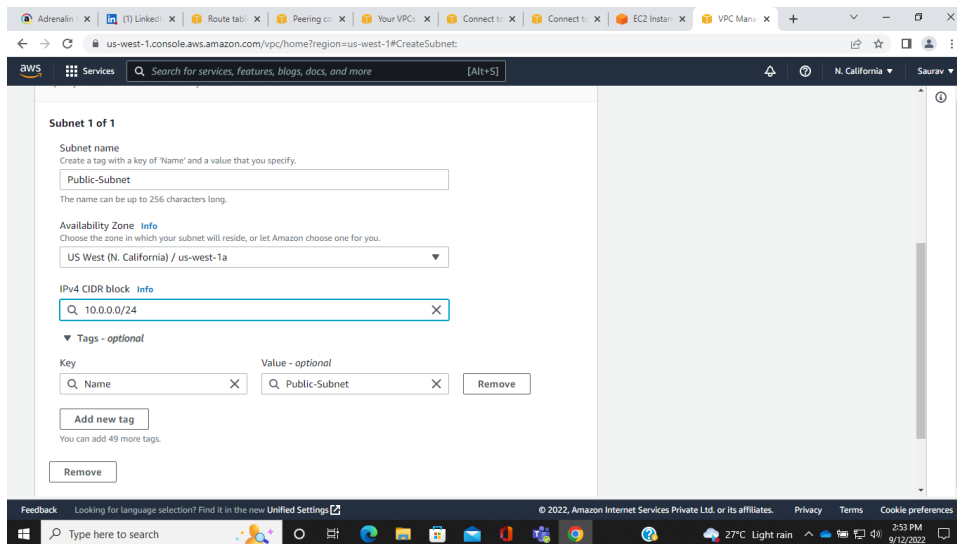 Adrenalin
(1) LinkedI
Route tabl
Peering co
Your VPCs
Connect to
Connect to
EC2 Instan
VPC Mana
us-west-1.console.aws.amazon.com/vpc/home?region=us-west-1#CreateSubnet:
aws Services Search for services, features, blogs, docs, and more [Alt+S] N. California Saurav
Subnet 1 of 1
Subnet name
Create a tag with a key of 'Name' and a value that you specify.
Public-Subnet
The name can be up to 256 characters long.
Availability Zone Info
Choose the zone in which your subnet will reside, or let Amazon choose one for you.
US West (N. California) / us-west-1a
IPv4 CIDR block Info
10.0.0.0/24
Tags - optional
Key Value - optional
Name Public-Subnet Remove
Add new tag
You can add 49 more tags.
Remove
Feedback Looking for language selection? Find it in the new Unified Settings © 2022, Amazon Internet Services Private Ltd. or its affiliates. Privacy Terms Cookie preferences
Type here to search 27°C Light rain 2:53 PM
9/12/2022